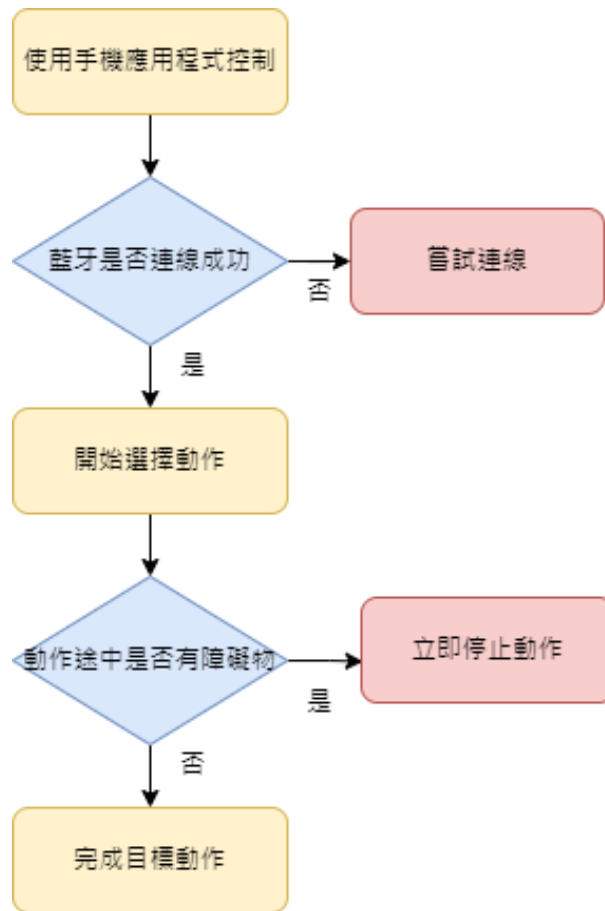 使用手機應用程式控制
藍牙是否連線成功
嘗試連線
否
是
開始選擇動作
動作途中是否有障礙物
立即停止動作
是
否
完成目標動作